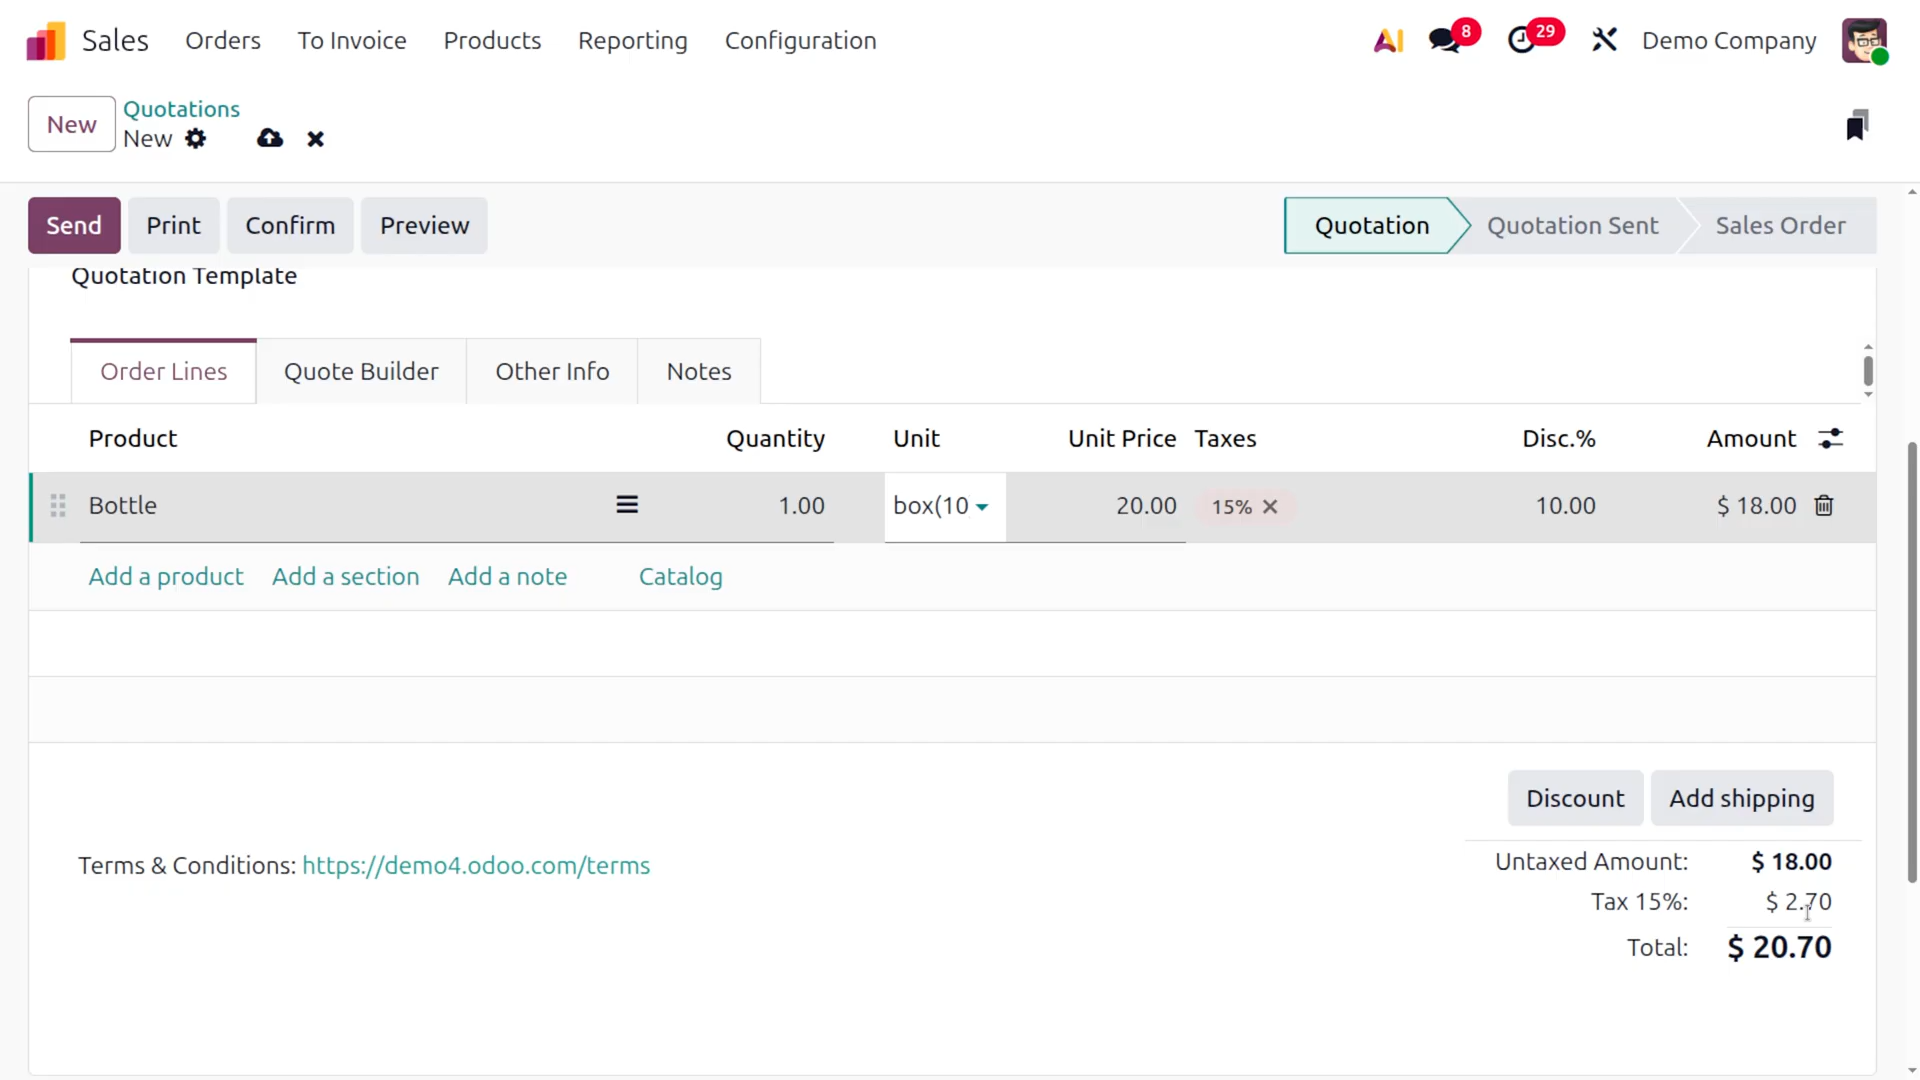 Sales Orders To Invoice Products Reporting Configuration AI 8 29 Demo Company
New Quotations
New
Send Print Confirm Preview Quotation Quotation Sent Sales Order
Quotation Template
Order Lines Quote Builder Other Info Notes
Product Quantity Unit Unit Price Taxes Disc.% Amount
Bottle 1.00 box(10 20.00 15% 10.00 $ 18.00
Add a product Add a section Add a note Catalog
Discount Add shipping
Terms & Conditions: https://demo4.odoo.com/terms
Untaxed Amount: $ 18.00
Tax 15%: $ 2.70
Total: $ 20.70